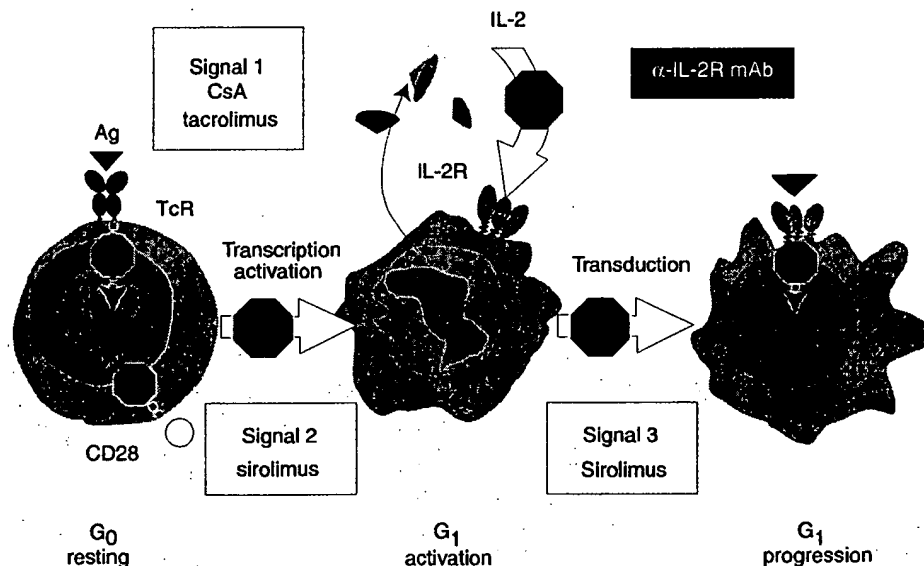 IL-2
Signal 1
CsA
tacrolimus
α-IL-2R mAb
Ag
IL-2R
TcR
Transcription
activation
Transduction
Signal 2
sirolimus
Signal 3
Sirolimus
CD28
G0
resting
G1
activation
G1
progression